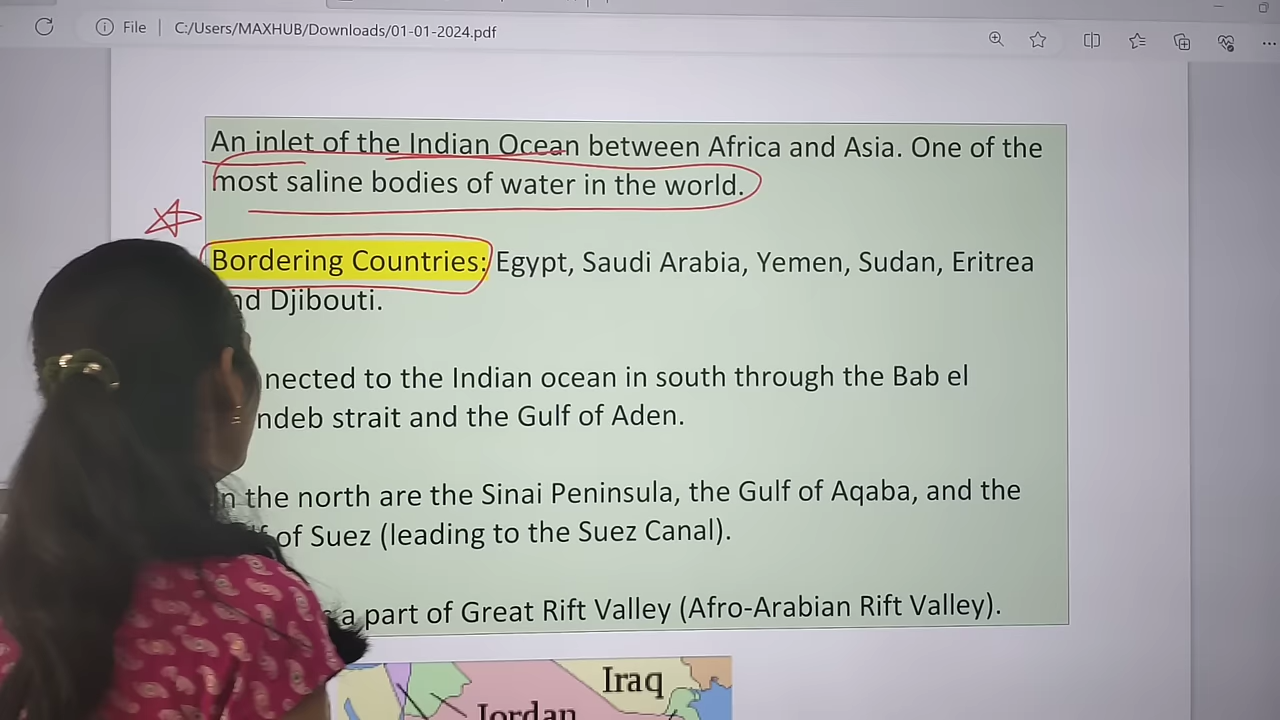 File C:/Users/MAXHUB/Downloads/01-01-2024.pdf
An inlet of the Indian Ocean between Africa and Asia. One of the
most saline bodies of water in the world.
Bordering Countries: Egypt, Saudi Arabia, Yemen, Sudan, Eritrea
nd Djibouti.
nected to the Indian ocean in south through the Bab el
ndeb strait and the Gulf of Aden.
In the north are the Sinai Peninsula, the Gulf of Aqaba, and the
of Suez (leading to the Suez Canal).
a part of Great Rift Valley (Afro-Arabian Rift Valley).
Iraq
Jordan